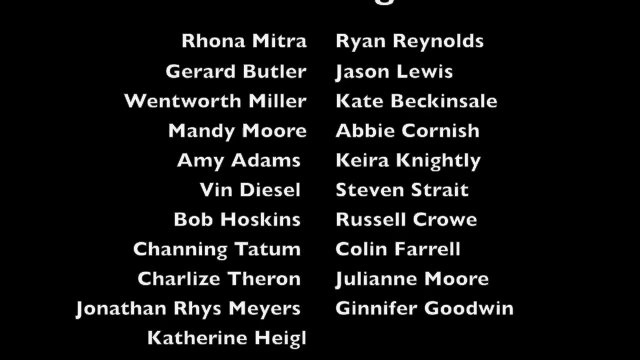 Rhona Mitra Ryan Reynolds
Gerard Butler Jason Lewis
Wentworth Miller Kate Beckinsale
Mandy Moore Abbie Cornish
Amy Adams Keira Knightly
Vin Diesel Steven Strait
Bob Hoskins Russell Crowe
Channing Tatum Colin Farrell
Charlize Theron Julianne Moore
Jonathan Rhys Meyers Ginnifer Goodwin
Katherine Heigl